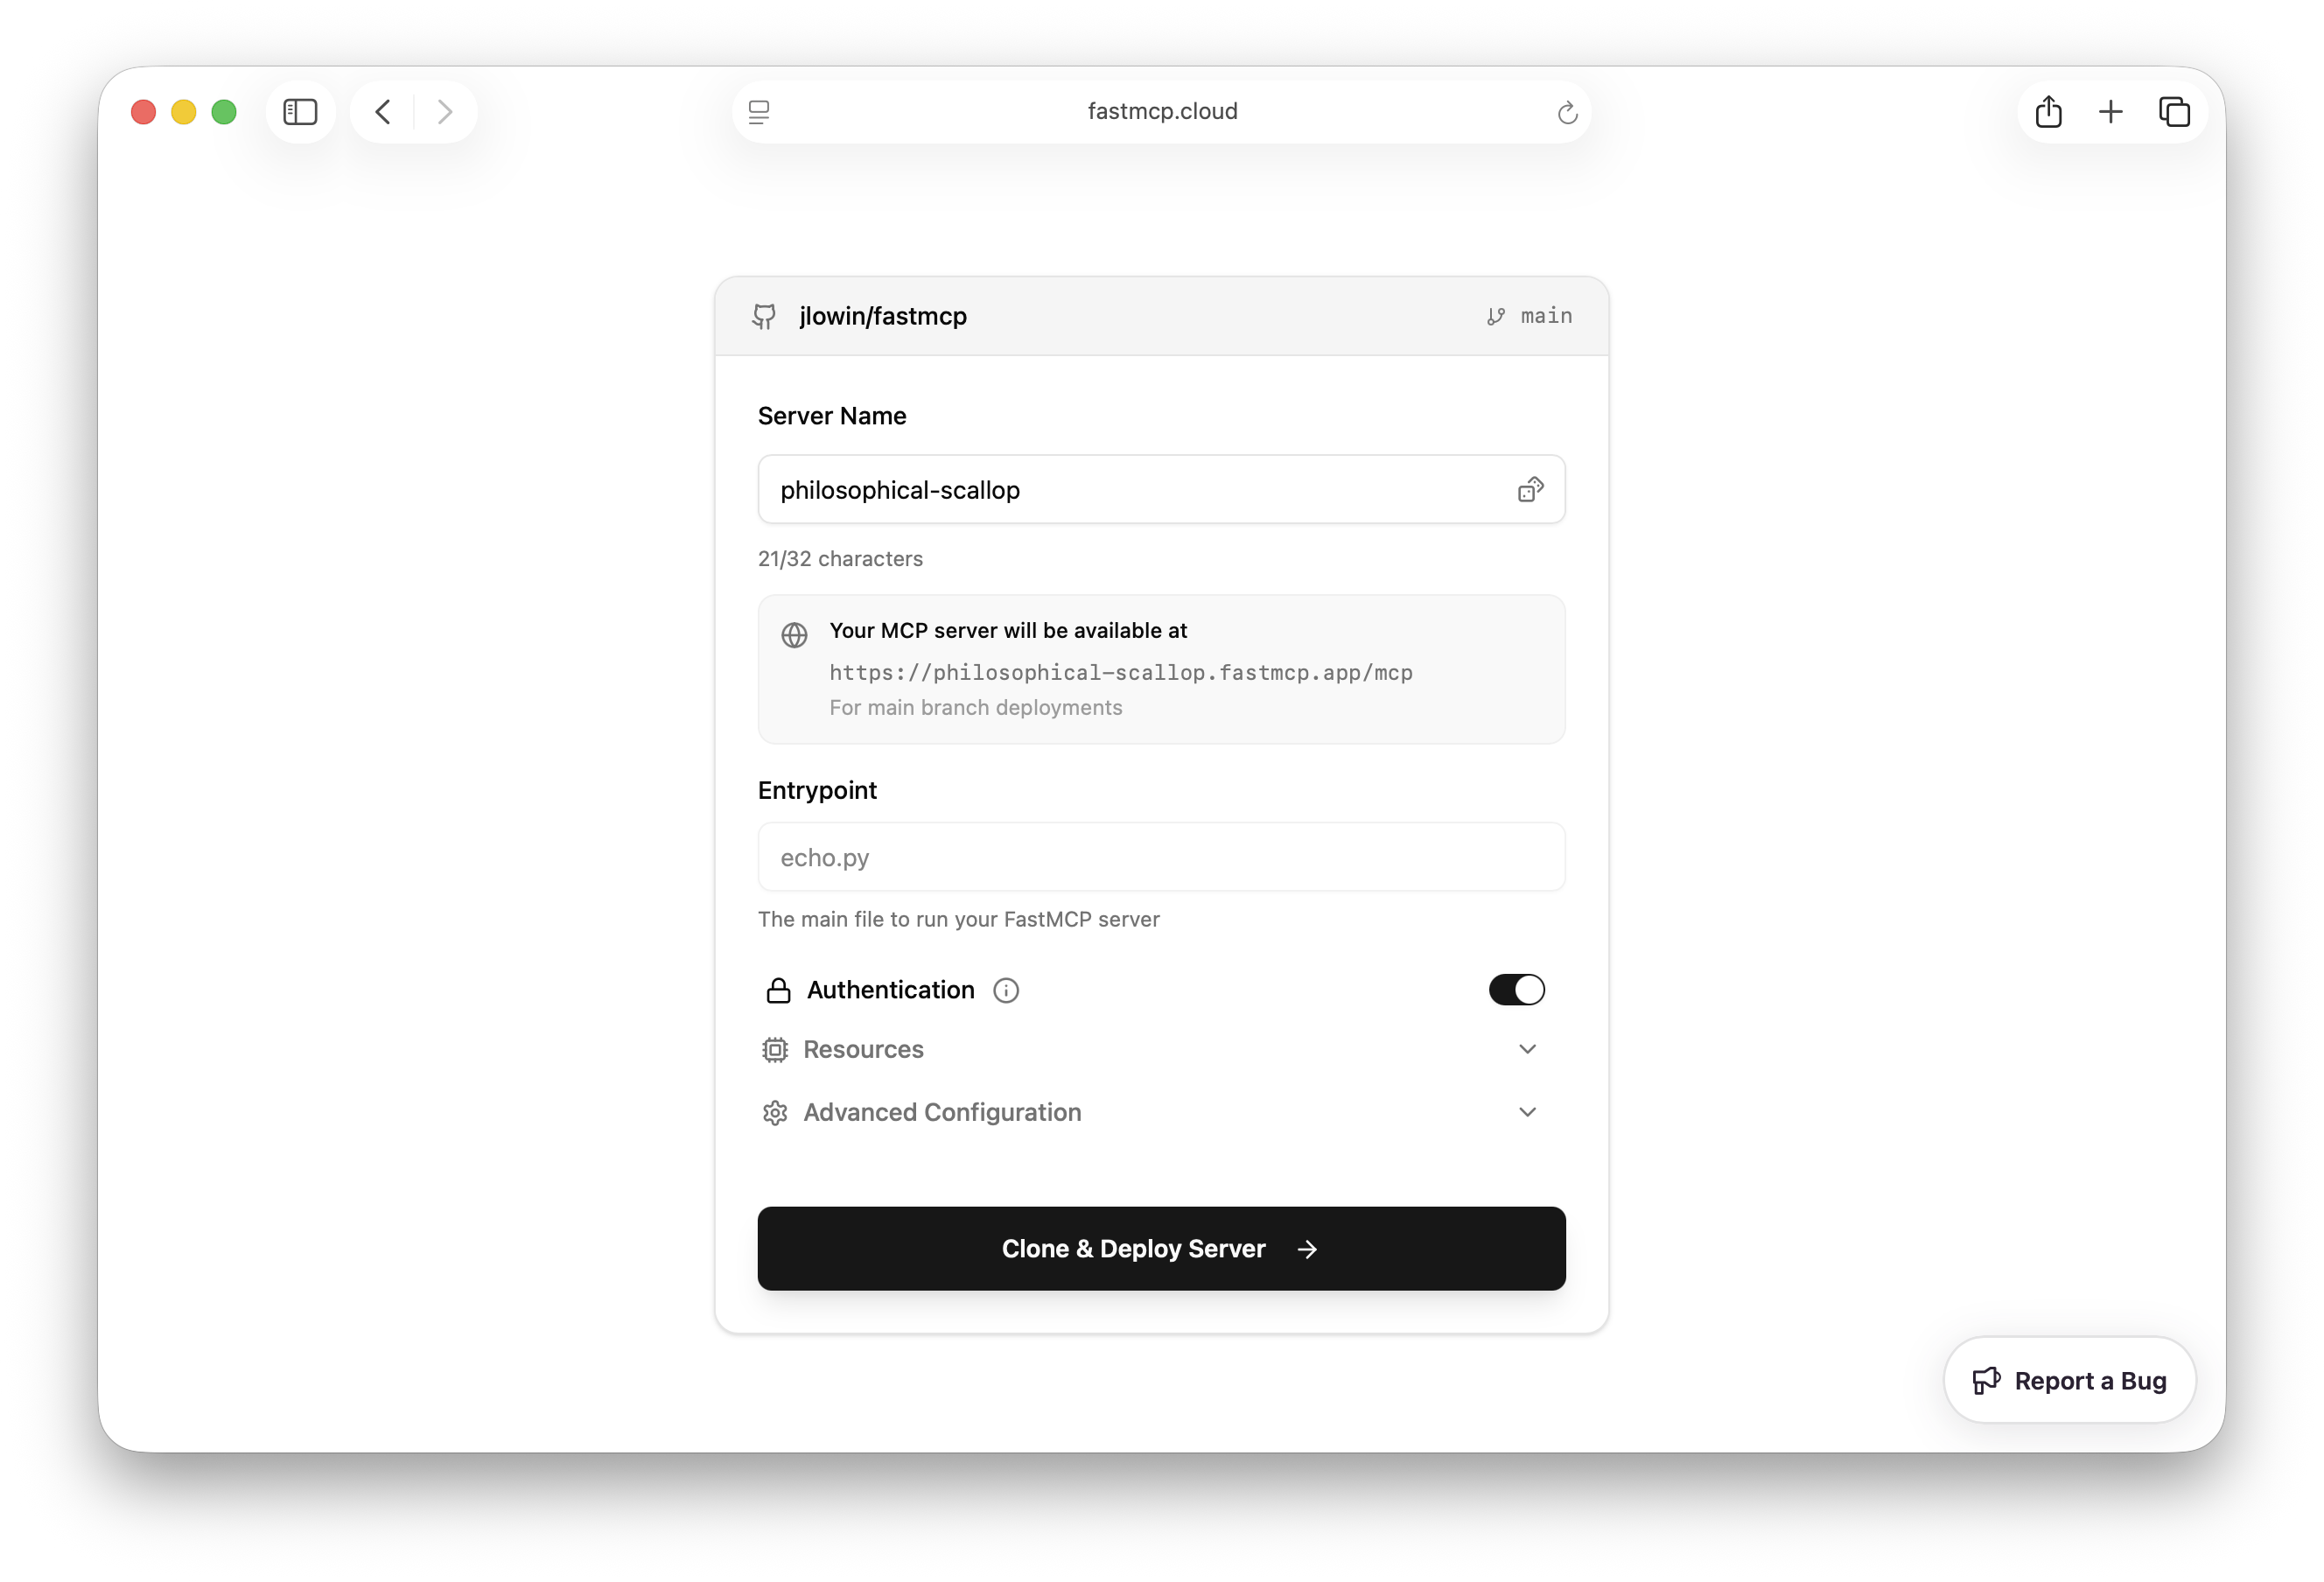 fastmcp.cloud
jlowin/fastmcp
main
Server Name
philosophical-scallop
21/32 characters
Your MCP server will be available at
https://philosophical-scallop.fastmcp.app/mcp
For main branch deployments
Entrypoint
echo.py
The main file to run your FastMCP server
Authentication
Resources
Advanced Configuration
Clone & Deploy Server
Report a Bug